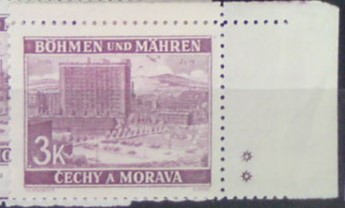 BÖHMEN UND MÄHREN
3K
ČECHY A MORAVA